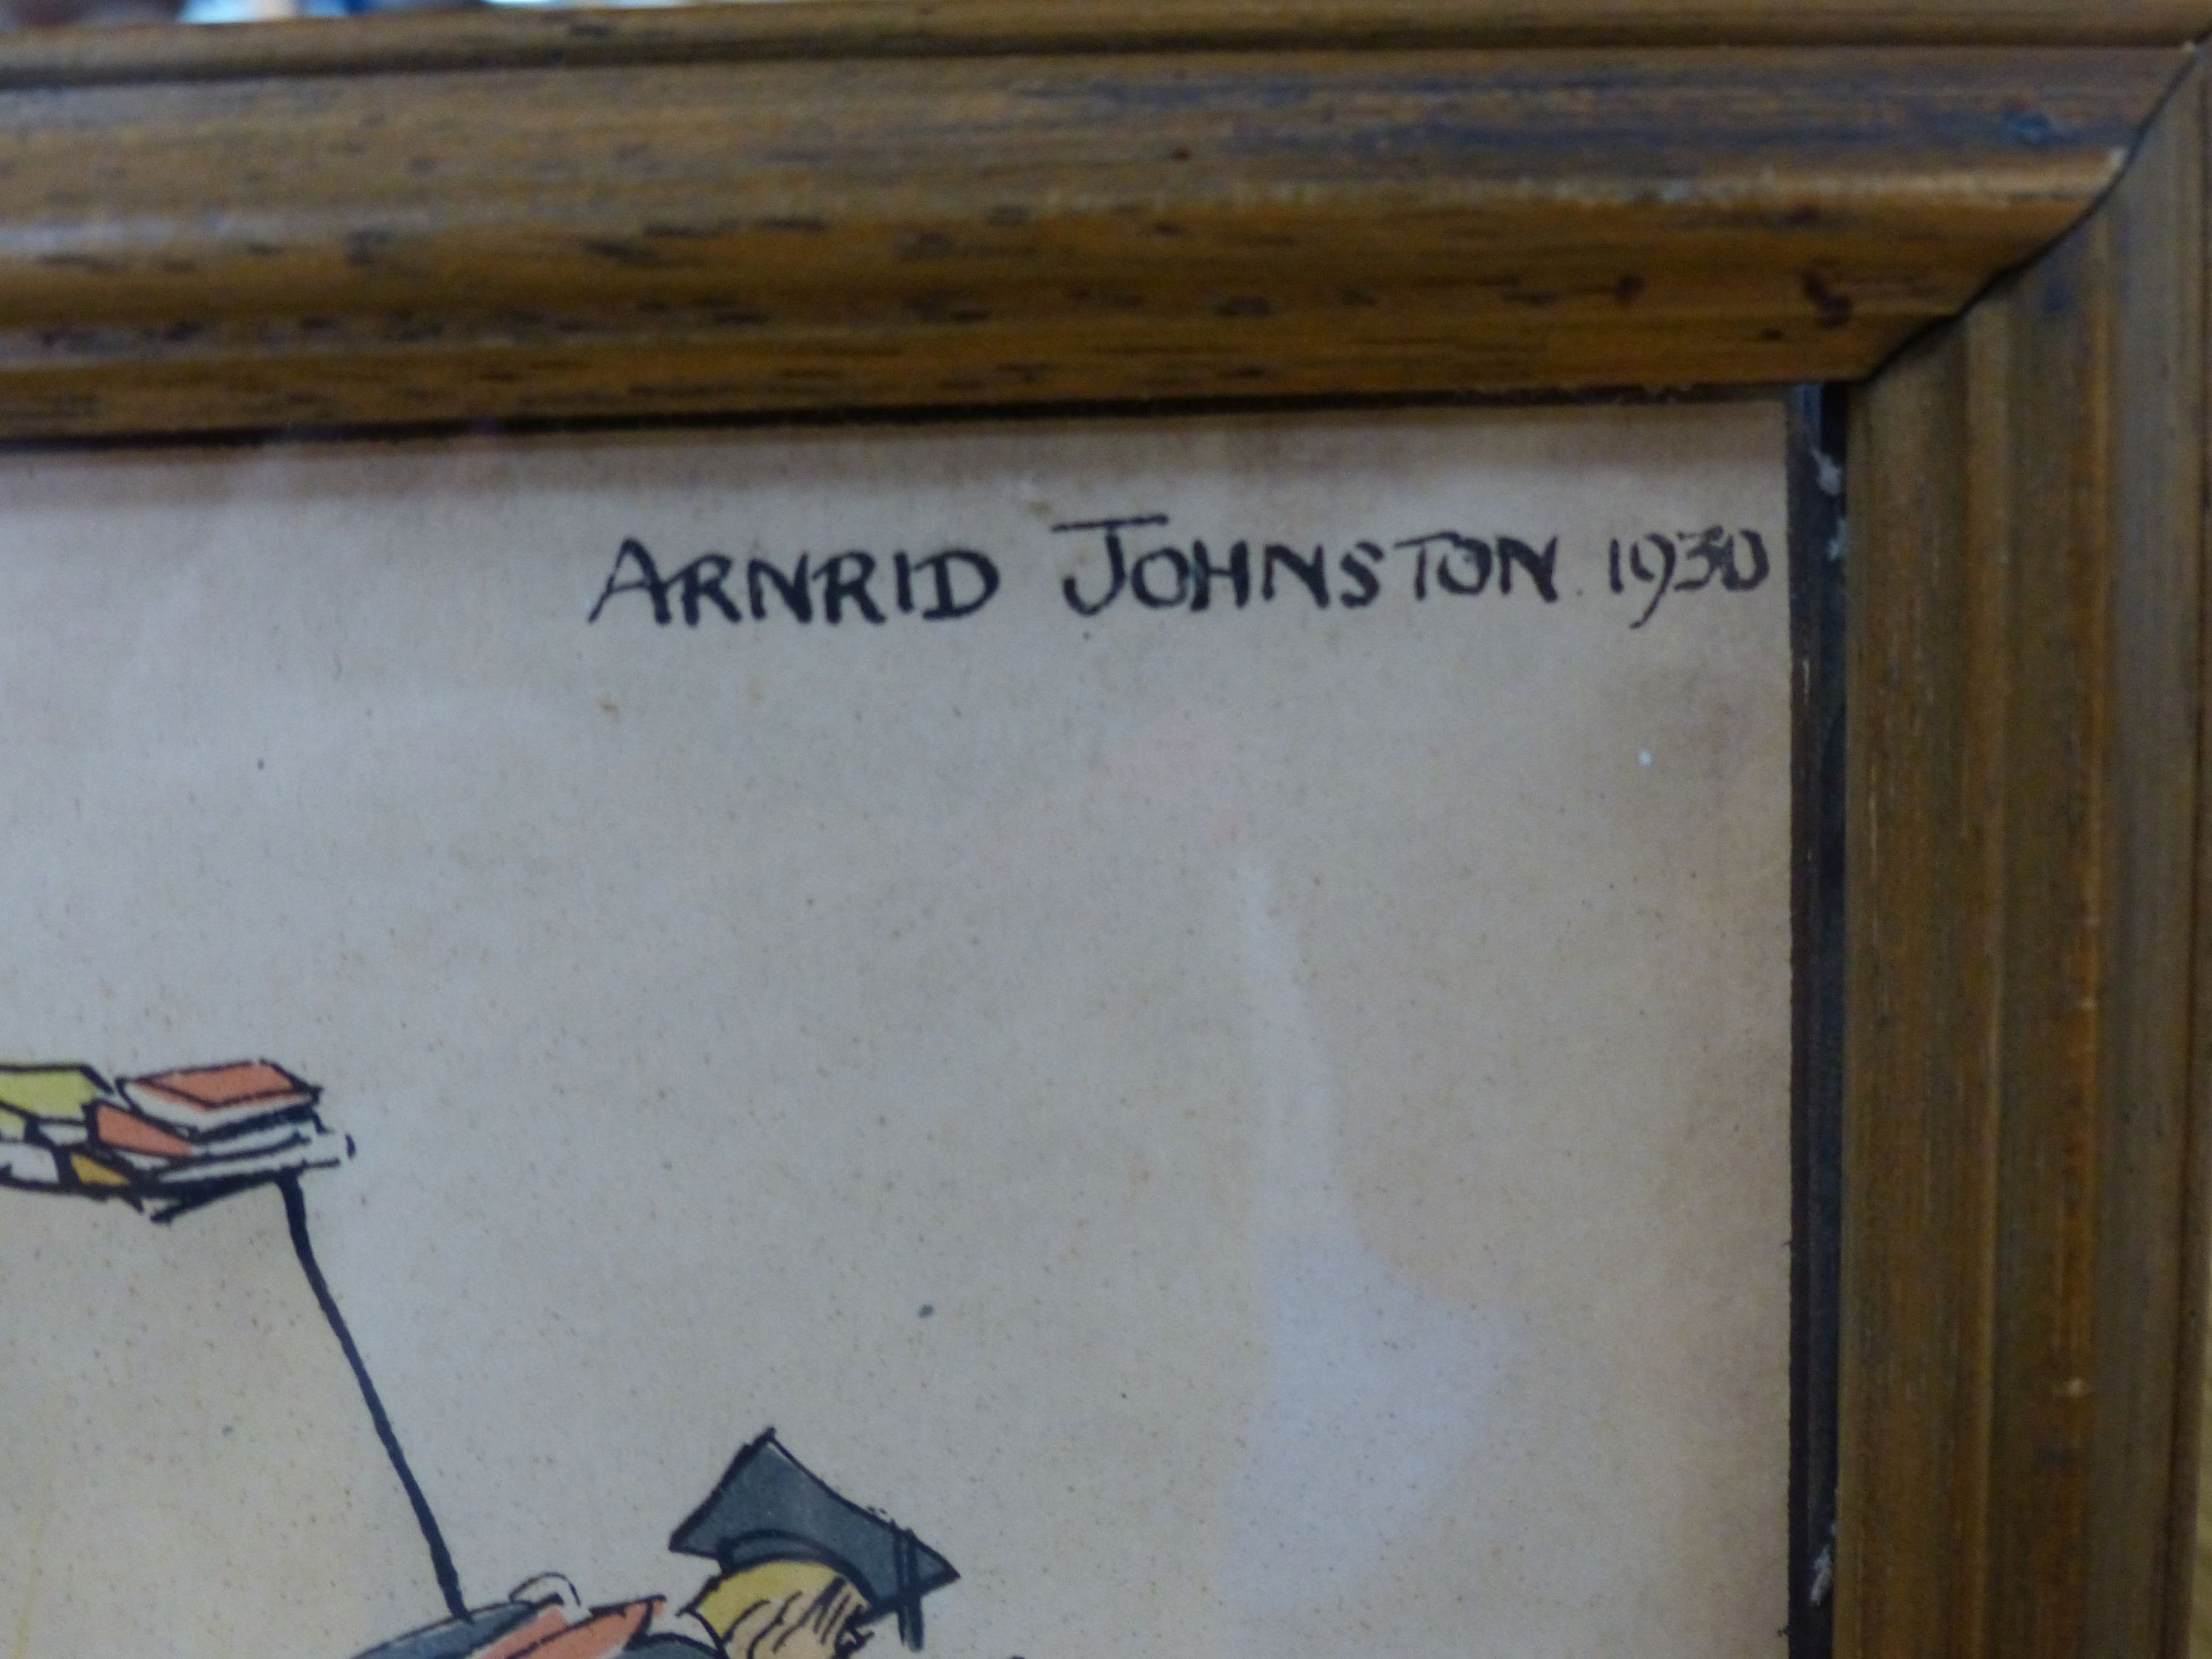 ARNRID JOHNSTON. 1930